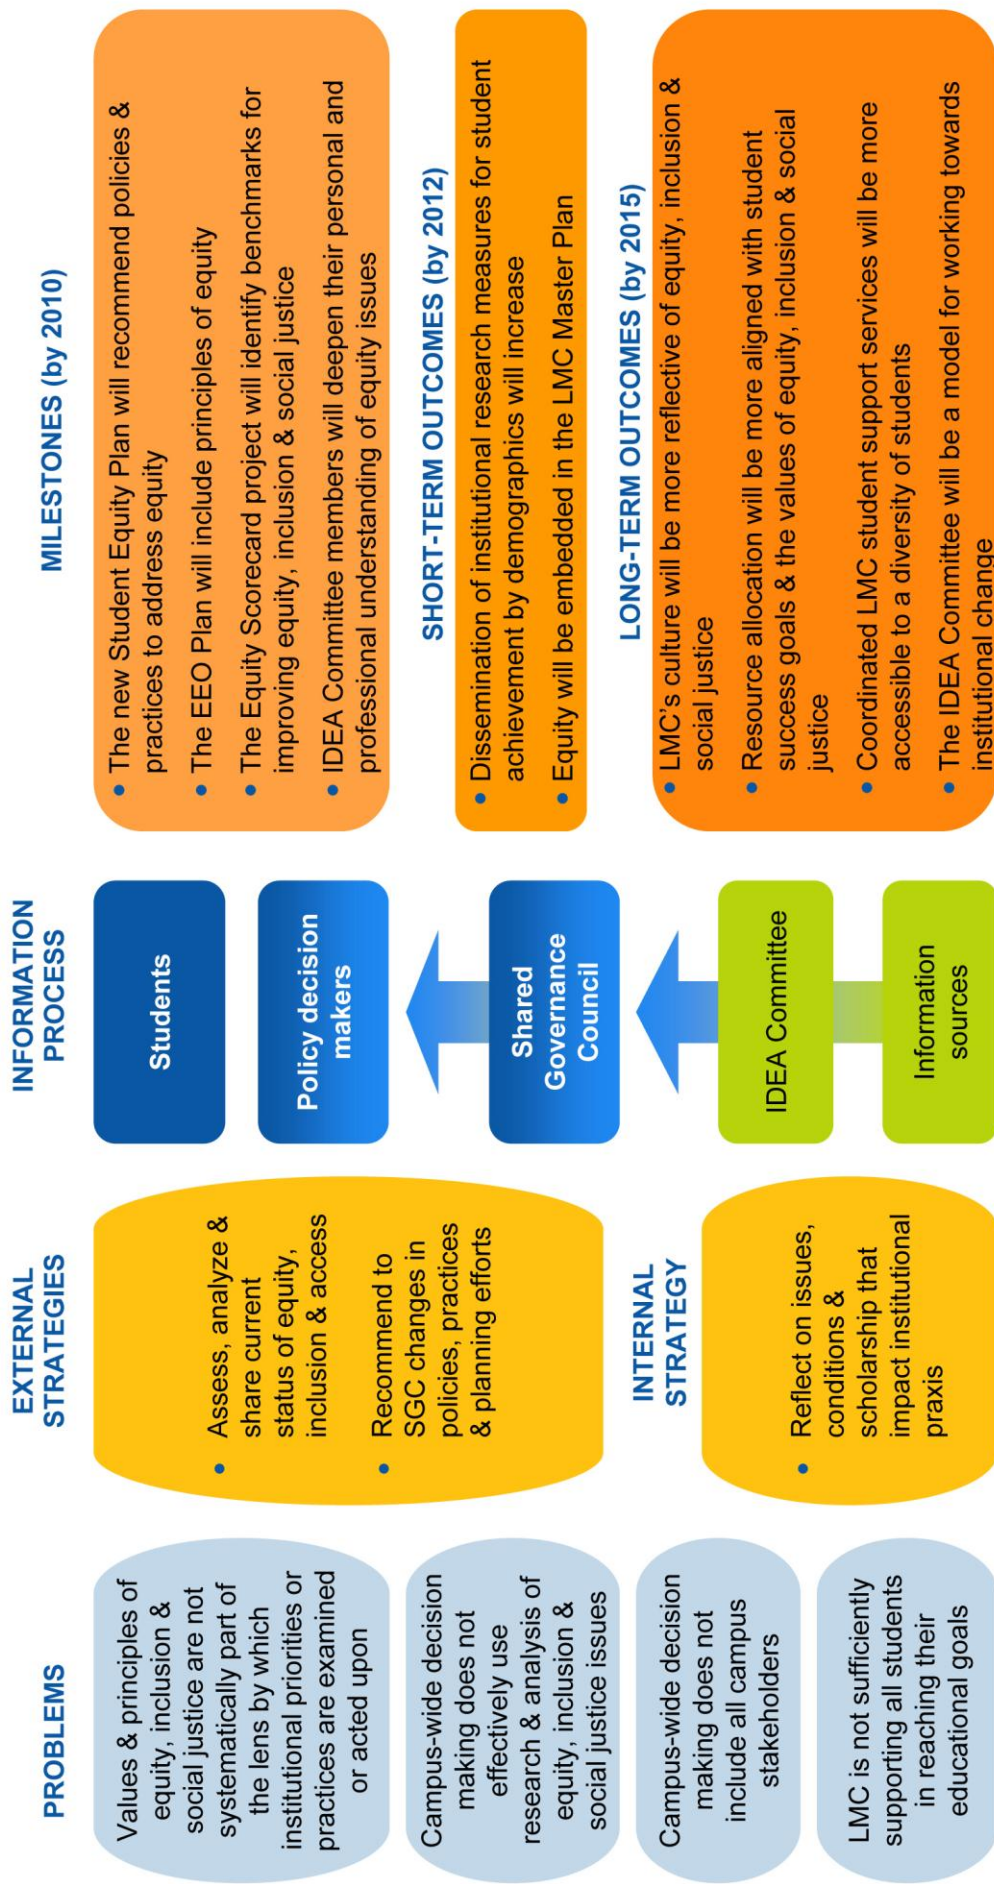 PROBLEMS
Values & principles of
equity, inclusion &
social justice are not
systematically part of
the lens by which
institutional priorities or
practices are examined
or acted upon
Campus-wide decision
making does not
effectively use
research & analysis of
equity, inclusion &
social justice issues
Campus-wide decision
making does not
include all campus
stakeholders
LMC is not sufficiently
supporting all students
in reaching their
educational goals
EXTERNAL
STRATEGIES
• Assess, analyze &
share current
status of equity,
inclusion & access
• Recommend to
SGC changes in
policies, practices
& planning efforts
INTERNAL
STRATEGY
• Reflect on issues,
conditions &
scholarship that
impact institutional
praxis
INFORMATION
PROCESS
Students
Policy decision
makers
Shared
Governance
Council
IDEA Committee
Information
sources
MILESTONES (by 2010)
• The new Student Equity Plan will recommend policies &
practices to address equity
• The EEO Plan will include principles of equity
• The Equity Scorecard project will identify benchmarks for
improving equity, inclusion & social justice
• IDEA Committee members will deepen their personal and
professional understanding of equity issues
SHORT-TERM OUTCOMES (by 2012)
• Dissemination of institutional research measures for student
achievement by demographics will increase
• Equity will be embedded in the LMC Master Plan
LONG-TERM OUTCOMES (by 2015)
• LMC's culture will be more reflective of equity, inclusion &
social justice
• Resource allocation will be more aligned with student
success goals & the values of equity, inclusion & social
justice
• Coordinated LMC student support services will be more
accessible to a diversity of students
• The IDEA Committee will be a model for working towards
institutional change